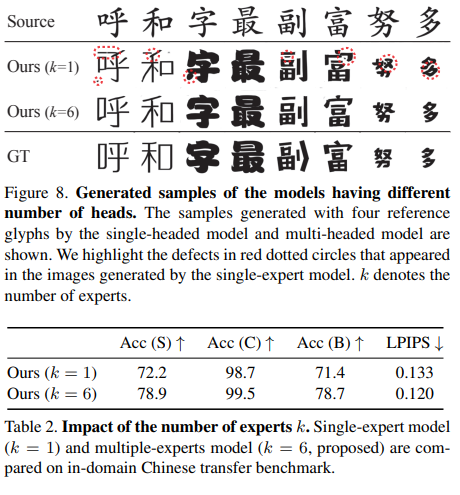 Source 呼 和 字 最 副 富 努 多
Ours (k=1) 呼 和 字 最 副 富 努 多
Ours (k=6) 呼 和 字 最 副 富 努 多
GT 呼 和 字 最 副 富 努 多
Figure 8. Generated samples of the models having different
number of heads. The samples generated with four reference
glyphs by the single-headed model and multi-headed model are
shown. We highlight the defects in red dotted circles that appeared
in the images generated by the single-expert model. k denotes the
number of experts.
Acc (S) ↑ Acc (C) ↑ Acc (B) ↑ LPIPS ↓
Ours (k = 1) 72.2 98.7 71.4 0.133
Ours (k = 6) 78.9 99.5 78.7 0.120
Table 2. Impact of the number of experts k. Single-expert model
(k = 1) and multiple-experts model (k = 6, proposed) are com-
pared on in-domain Chinese transfer benchmark.